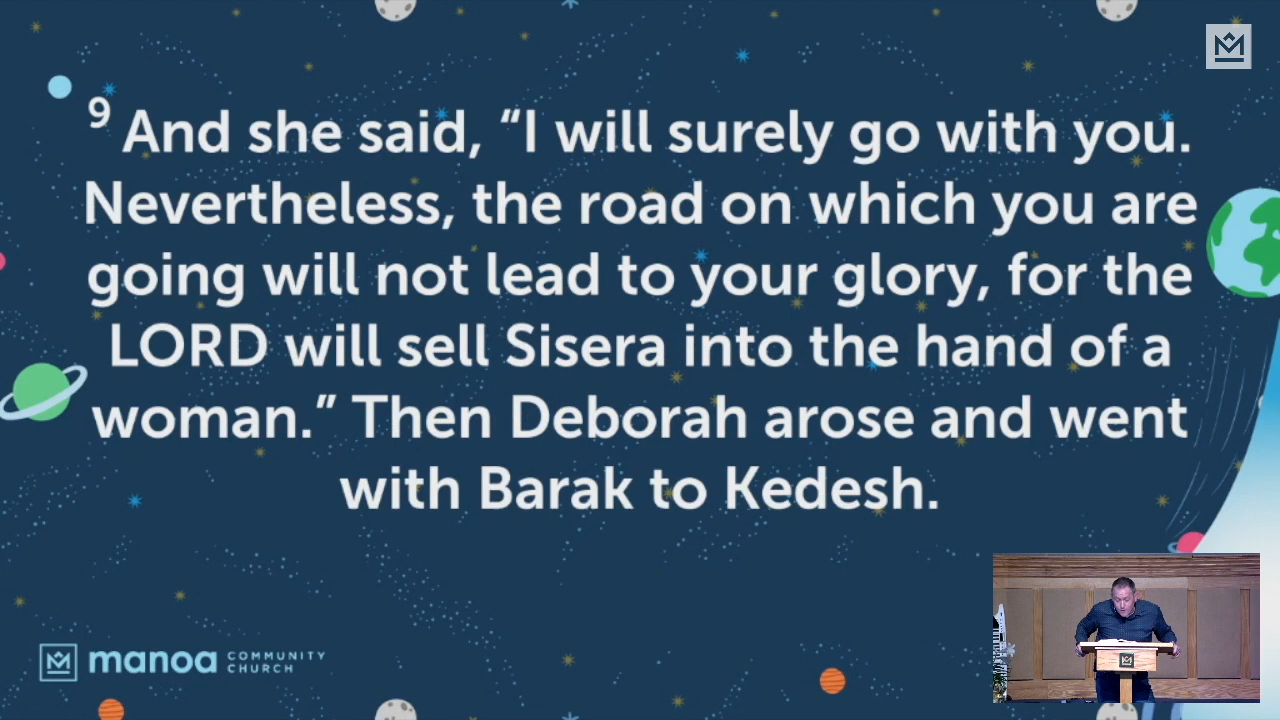 9 And she said, “I will surely go with you.
Nevertheless, the road on which you are
going will not lead to your glory, for the
LORD will sell Sisera into the hand of a
woman.” Then Deborah arose and went
with Barak to Kedesh.
manoa COMMUNITY
CHURCH